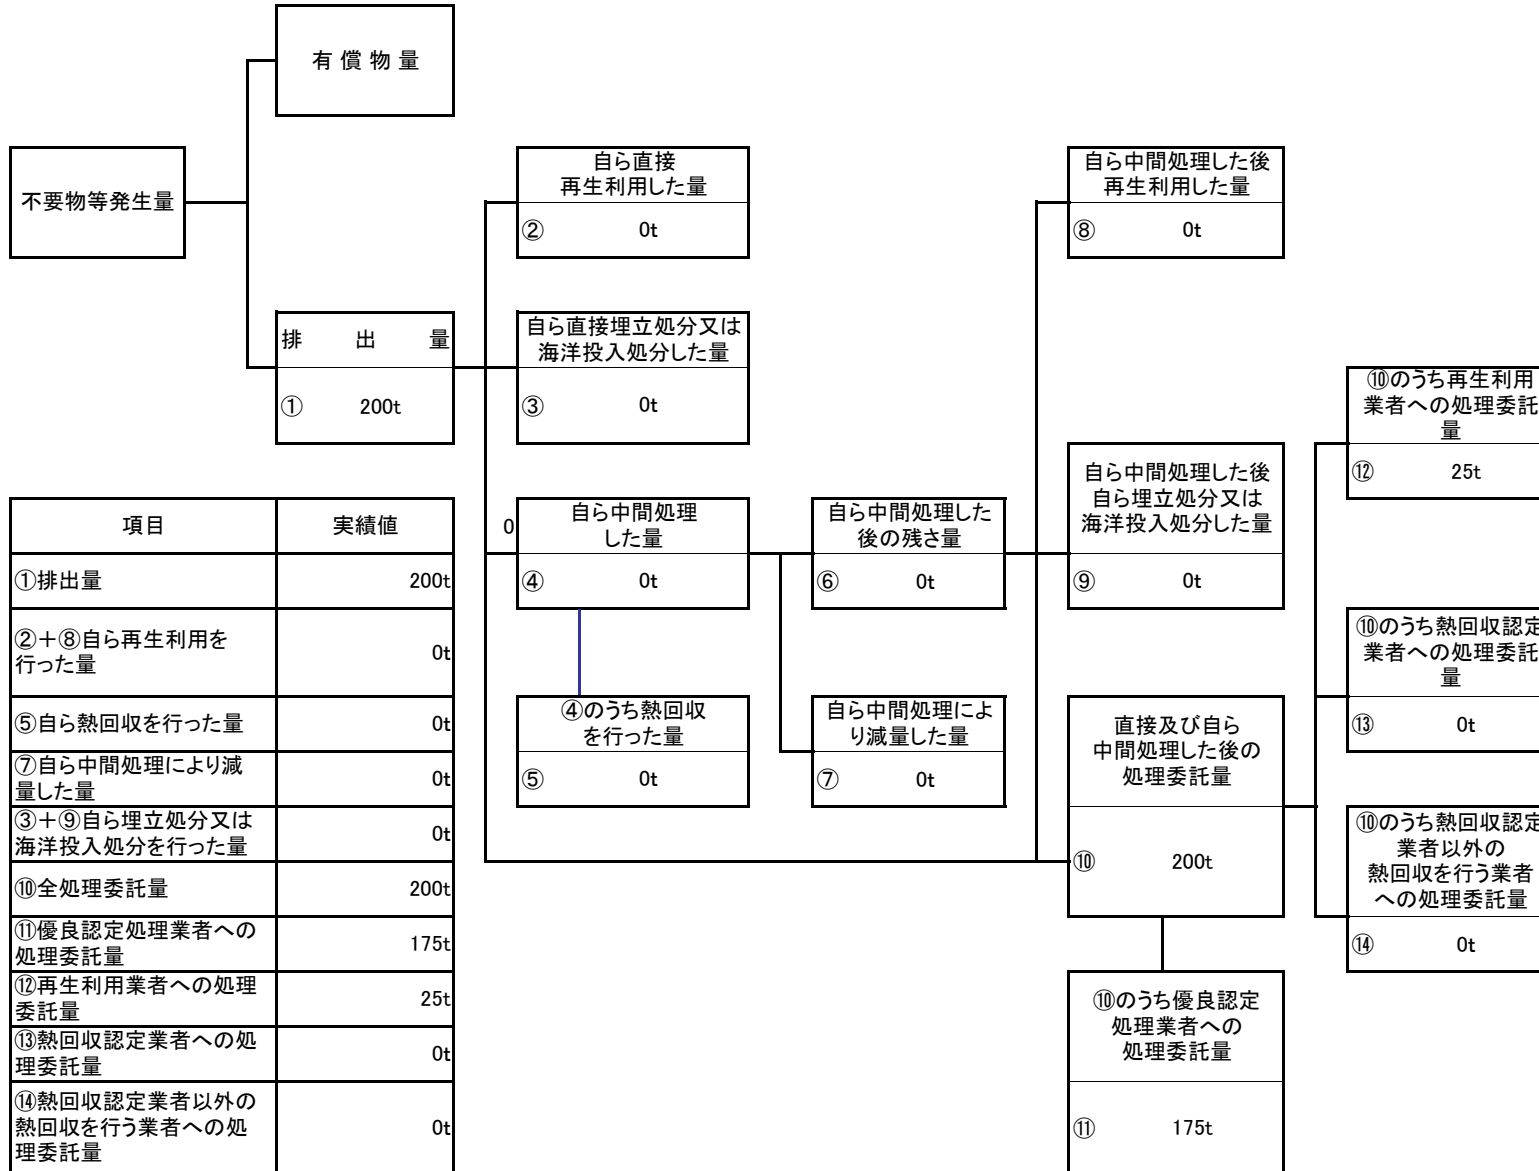 有 償 物 量
不要物等発生量
自ら直接
再生利用した量
② 0t
自ら中間処理した後
再生利用した量
⑧ 0t
排 出 量
① 200t
自ら直接埋立処分又は
海洋投入処分した量
③ 0t
⑩のうち再生利用
業者への処理委託
量
⑫ 25t
自ら中間処理した後
自ら埋立処分又は
海洋投入処分した量
⑨ 0t
0
自ら中間処理
した量
④ 0t
自ら中間処理した
後の残さ量
⑥ 0t
⑩のうち熱回収認定
業者への処理委託
量
⑬ 0t
④のうち熱回収
を行った量
⑤ 0t
自ら中間処理によ
り減量した量
⑦ 0t
直接及び自ら
中間処理した後の
処理委託量
⑩ 200t
⑩のうち熱回収認定
業者以外の
熱回収を行う業者
への処理委託量
⑭ 0t
⑩のうち優良認定
処理業者への
処理委託量
⑪ 175t
項目 実績値
①排出量 200t
②+⑧自ら再生利用を
行った量 0t
⑤自ら熱回収を行った量 0t
⑦自ら中間処理により減
量した量 0t
③+⑨自ら埋立処分又は
海洋投入処分を行った量 0t
⑩全処理委託量 200t
⑪優良認定処理業者への
処理委託量 175t
⑫再生利用業者への処理
委託量 25t
⑬熱回収認定業者への処
理委託量 0t
⑭熱回収認定業者以外の
熱回収を行う業者への処
理委託量 0t